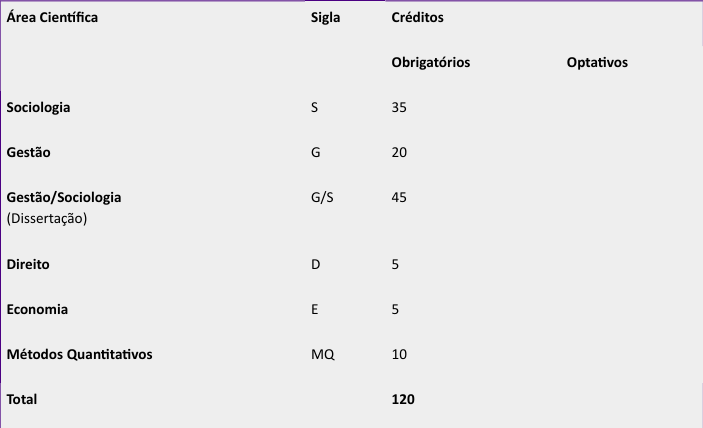 Área Científica Sigla Créditos
Obrigatórios Optativos
Sociologia S 35
Gestão G 20
Gestão/Sociologia G/S 45
(Dissertação)
Direito D 5
Economia E 5
Métodos Quantitativos MQ 10
Total 120